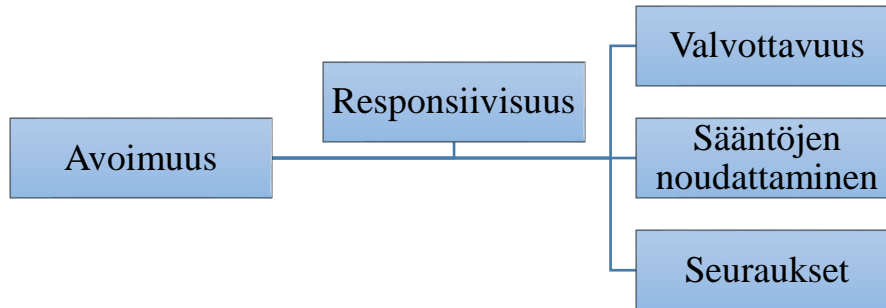 Avoimuus
Responsiivisuus
Valvottavuus
Sääntöjen
noudattaminen
Seuraukset